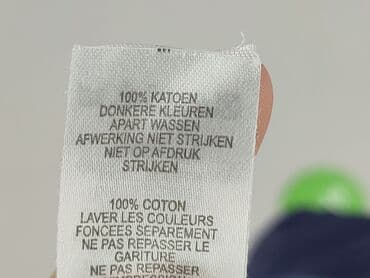 100% KATOEN
DONKERE KLEUREN
APART WASSEN
AFWERKING NIET STRIJKEN
NIET OP AFDRUK
STRIJKEN
100% COTON
LAVER LES COULEURS
FONCEES SEPAREMENT
NE PAS REPASSER LE
GARITURE
NE PAS REPASSER